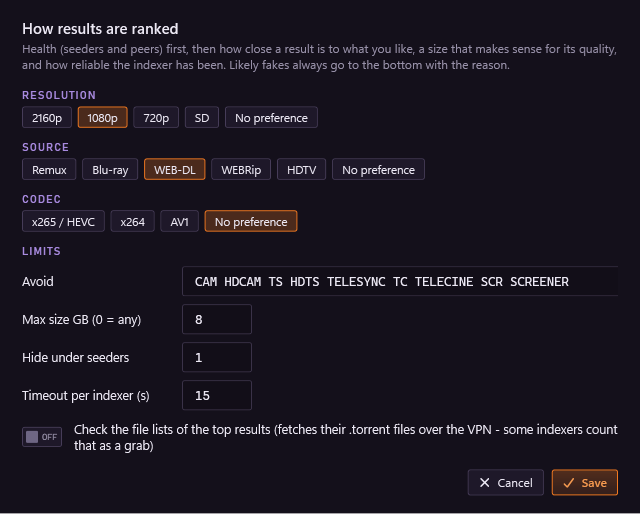 How results are ranked
Health (seeders and peers) first, then how close a result is to what you like, a size that makes sense for its quality,
and how reliable the indexer has been. Likely fakes always go to the bottom with the reason.
RESOLUTION
2160p 1080p 720p SD No preference
SOURCE
Remux Blu-ray WEB-DL WEBRip HDTV No preference
CODEC
x265 / HEVC x264 AV1 No preference
LIMITS
Avoid CAM HDCAM TS HDTS TELESYNC TC TELECINE SCR SCREENER
Max size GB (0 = any) 8
Hide under seeders 1
Timeout per indexer (s) 15
OFF Check the file lists of the top results (fetches their .torrent files over the VPN - some indexers count
that as a grab)
Cancel Save